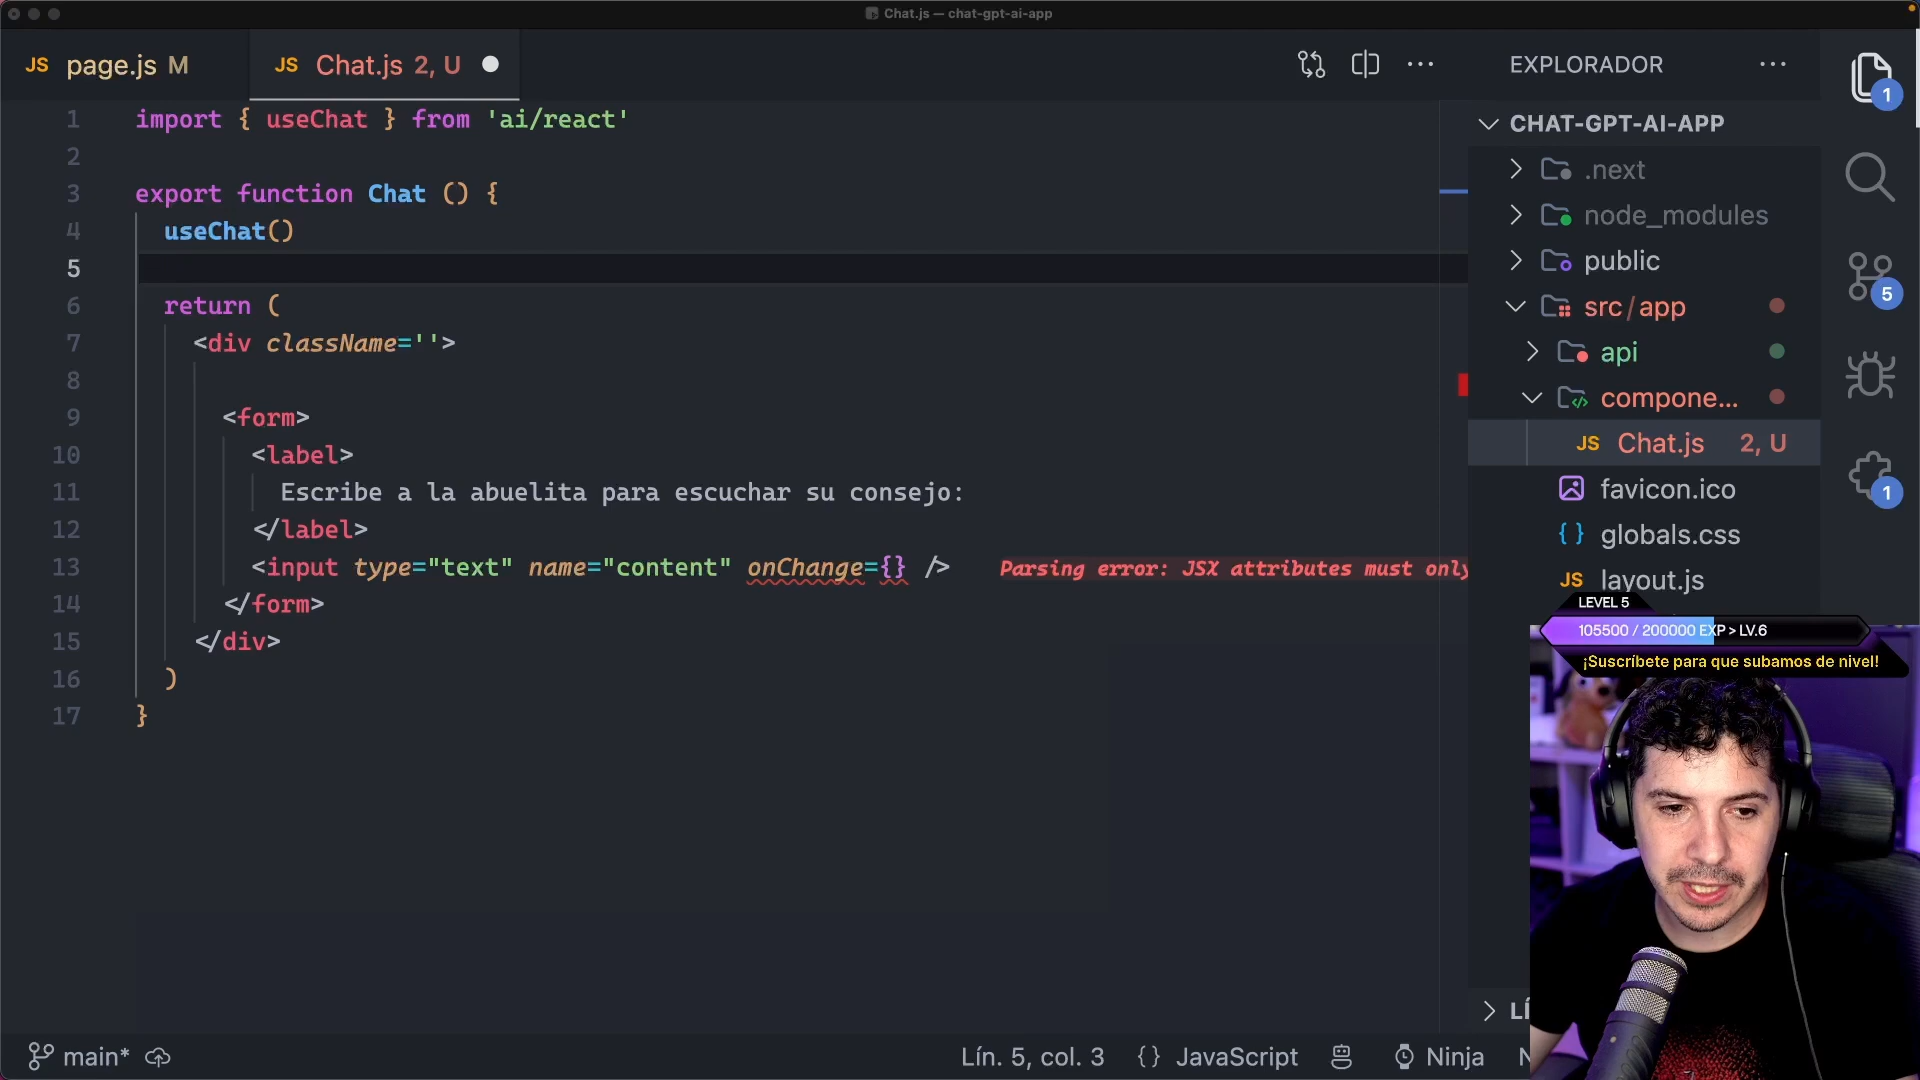 Chat.js — chat-gpt-ai-app
JS page.js M
JS Chat.js 2, U
EXPLORADOR
1 import { useChat } from 'ai/react'
2
3 export function Chat () {
4 useChat()
5
6 return (
7 <div className=''>
8
9 <form>
10 <label>
11 Escribe a la abuelita para escuchar su consejo:
12 </label>
13 <input type="text" name="content" onChange={} /> Parsing error: JSX attributes must only
14 </form>
15 </div>
16 )
17 }
CHAT-GPT-AI-APP
.next
node_modules
public
src/app
api
compone...
JS Chat.js 2, U
favicon.ico
{} globals.css
JS layout.js
1
5
1
LEVEL 5
105500 / 200000 EXP > LV.6
¡Suscríbete para que subamos de nivel!
LÍ
main*
Lín. 5, col. 3
{} JavaScript
Ninja
N